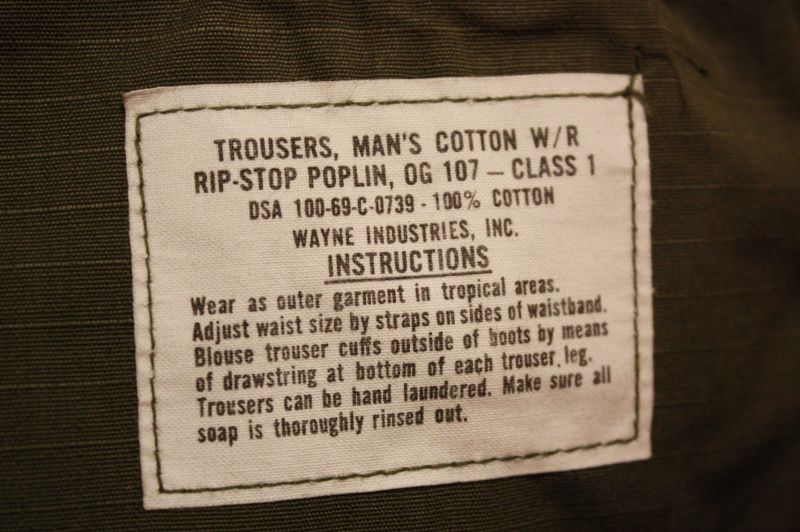 TROUSERS, MAN'S COTTON W/R
RIP-STOP POPLIN, OG 107 — CLASS 1
DSA 100-69-C-0739 - 100% COTTON
WAYNE INDUSTRIES, INC.
INSTRUCTIONS
Wear as outer garment in tropical areas.
Adjust waist size by straps on sides of waistband.
Blouse trouser cuffs outside of boots by means
of drawstring at bottom of each trouser leg.
Trousers can be hand laundered. Make sure all
soap is thoroughly rinsed out.